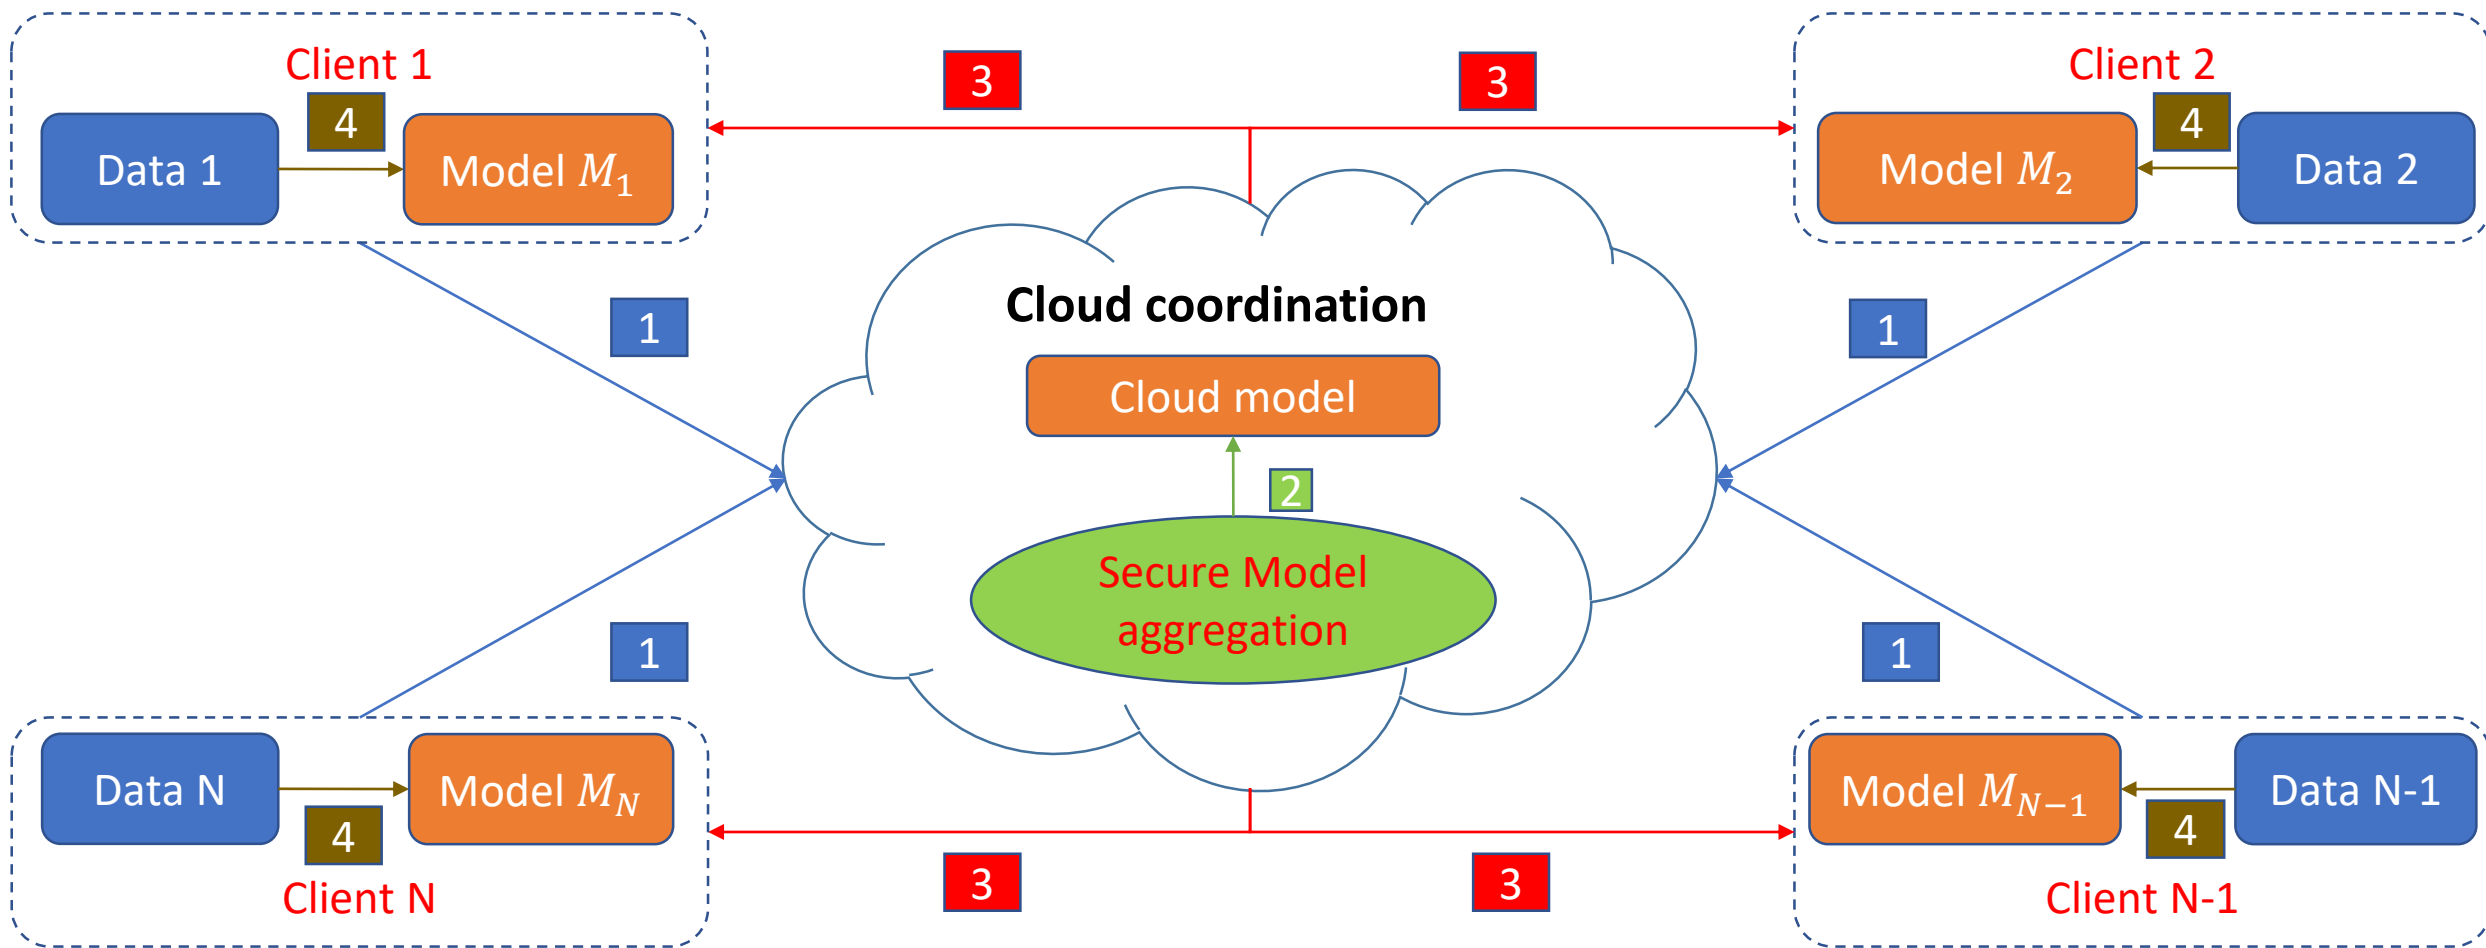 Client 1
4
Data 1
Model M₁
3
3
Client 2
4
Model M₂
Data 2
1
1
Cloud coordination
Cloud model
2
Secure Model
aggregation
1
1
Data N
Model M_N
4
Client N
3
3
Model M_{N−1}
Data N-1
4
Client N-1